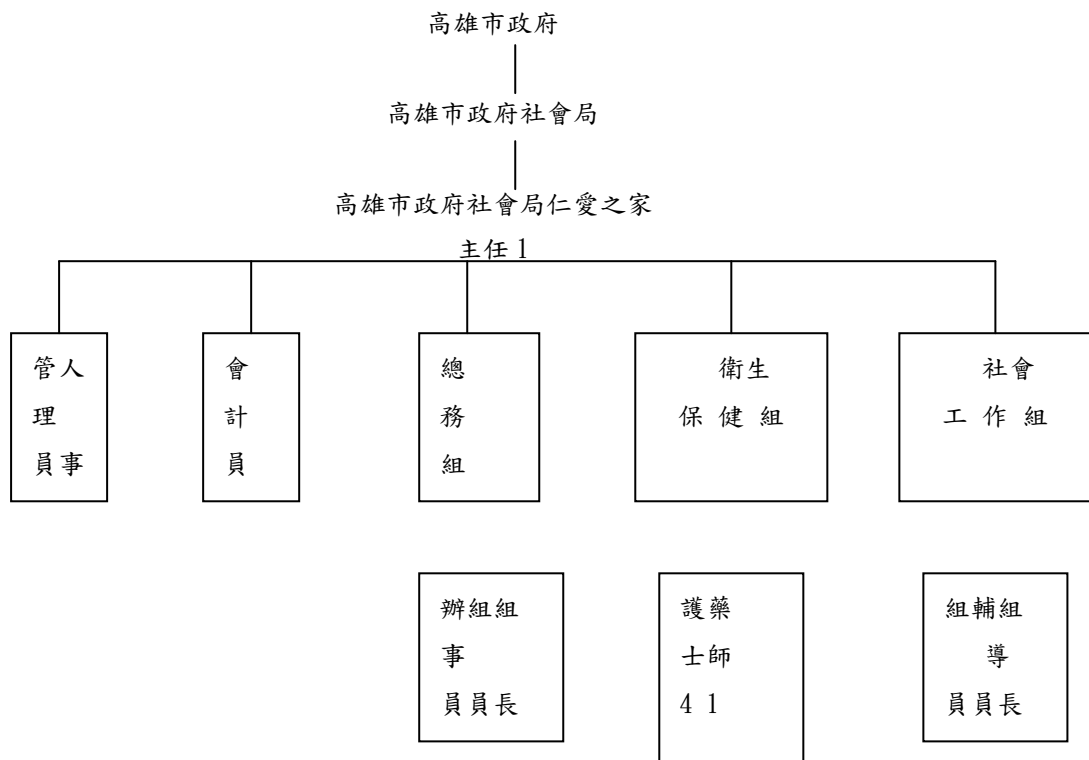 高雄市政府
高雄市政府社會局
高雄市政府社會局仁愛之家
主任 1
管人
理
員事
會
計
員
總
務
組
衛生
保 健 組
社會
工 作 組
辦組組
事
員員長
護藥
士師
4 1
組輔組
導
員員長